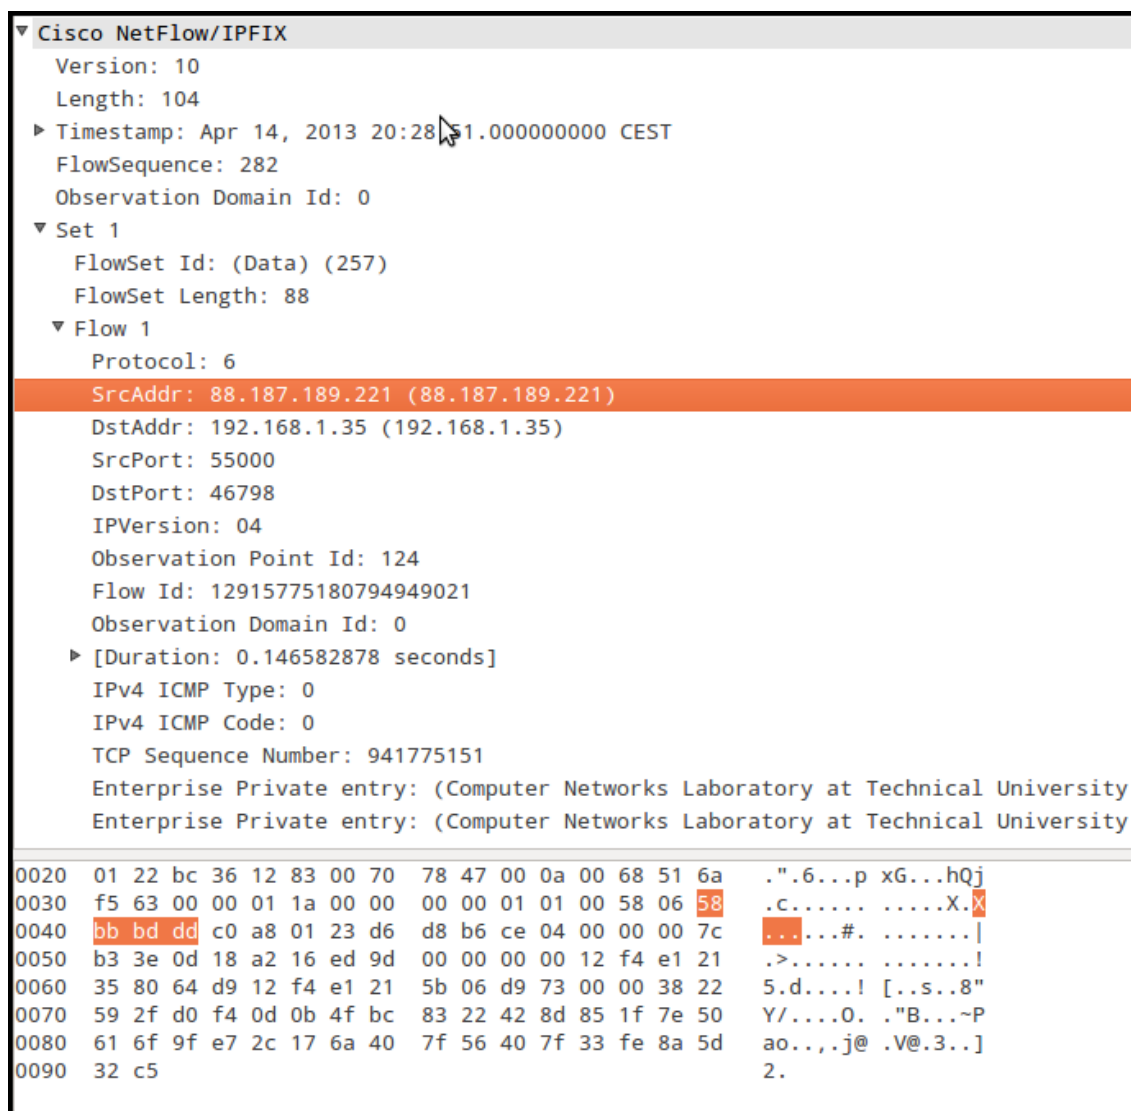 Cisco NetFlow/IPFIX
Version: 10
Length: 104
Timestamp: Apr 14, 2013 20:28:51.000000000 CEST
FlowSequence: 282
Observation Domain Id: 0
Set 1
FlowSet Id: (Data) (257)
FlowSet Length: 88
Flow 1
Protocol: 6
SrcAddr: 88.187.189.221 (88.187.189.221)
DstAddr: 192.168.1.35 (192.168.1.35)
SrcPort: 55000
DstPort: 46798
IPVersion: 04
Observation Point Id: 124
Flow Id: 12915775180794949021
Observation Domain Id: 0
[Duration: 0.146582878 seconds]
IPv4 ICMP Type: 0
IPv4 ICMP Code: 0
TCP Sequence Number: 941775151
Enterprise Private entry: (Computer Networks Laboratory at Technical University
Enterprise Private entry: (Computer Networks Laboratory at Technical University
0020 01 22 bc 36 12 83 00 70 78 47 00 0a 00 68 51 6a .".6...p xG...hQj
0030 f5 63 00 00 01 1a 00 00 00 00 01 01 00 58 06 58 .c...... .....X.X
0040 bb bd dd c0 a8 01 23 d6 d8 b6 ce 04 00 00 00 7c ......#. .......|
0050 b3 3e 0d 18 a2 16 ed 9d 00 00 00 00 12 f4 e1 21 .>...... .......!
0060 35 80 64 d9 12 f4 e1 21 5b 06 d9 73 00 00 38 22 5.d....! [..s..8"
0070 59 2f d0 f4 0d 0b 4f bc 83 22 42 8d 85 1f 7e 50 Y/....O. ."B...~P
0080 61 6f 9f e7 2c 17 6a 40 7f 56 40 7f 33 fe 8a 5d ao..,.j@ .V@.3..]
0090 32 c5 2.